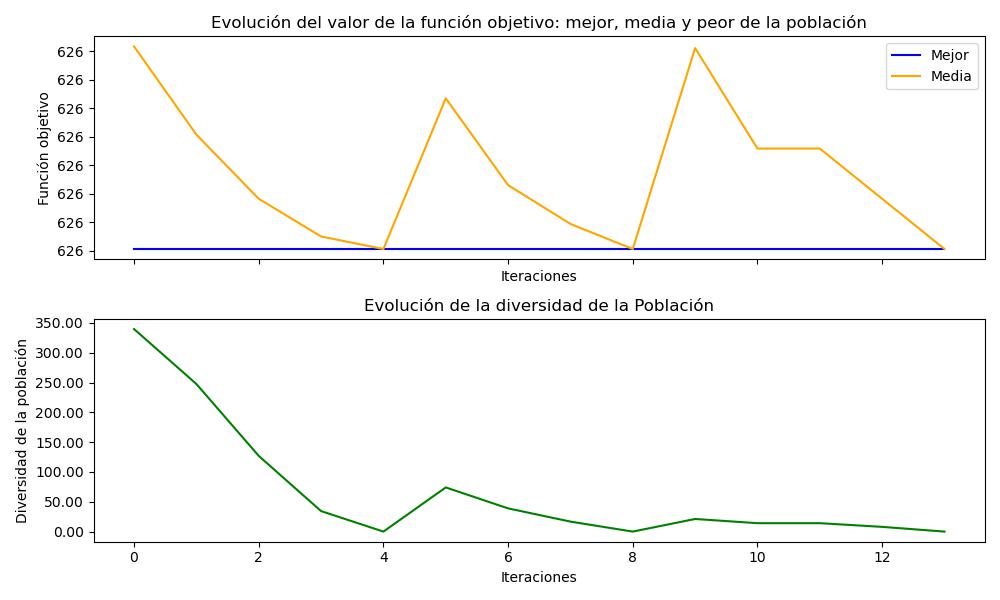 Evolución del valor de la función objetivo: mejor, media y peor de la población
626
626
626
626
626
626
626
626
Función objetivo
Mejor
Media
Iteraciones
Evolución de la diversidad de la Población
350.00
300.00
250.00
200.00
150.00
100.00
50.00
0.00
Diversidad de la población
0 2 4 6 8 10 12
Iteraciones